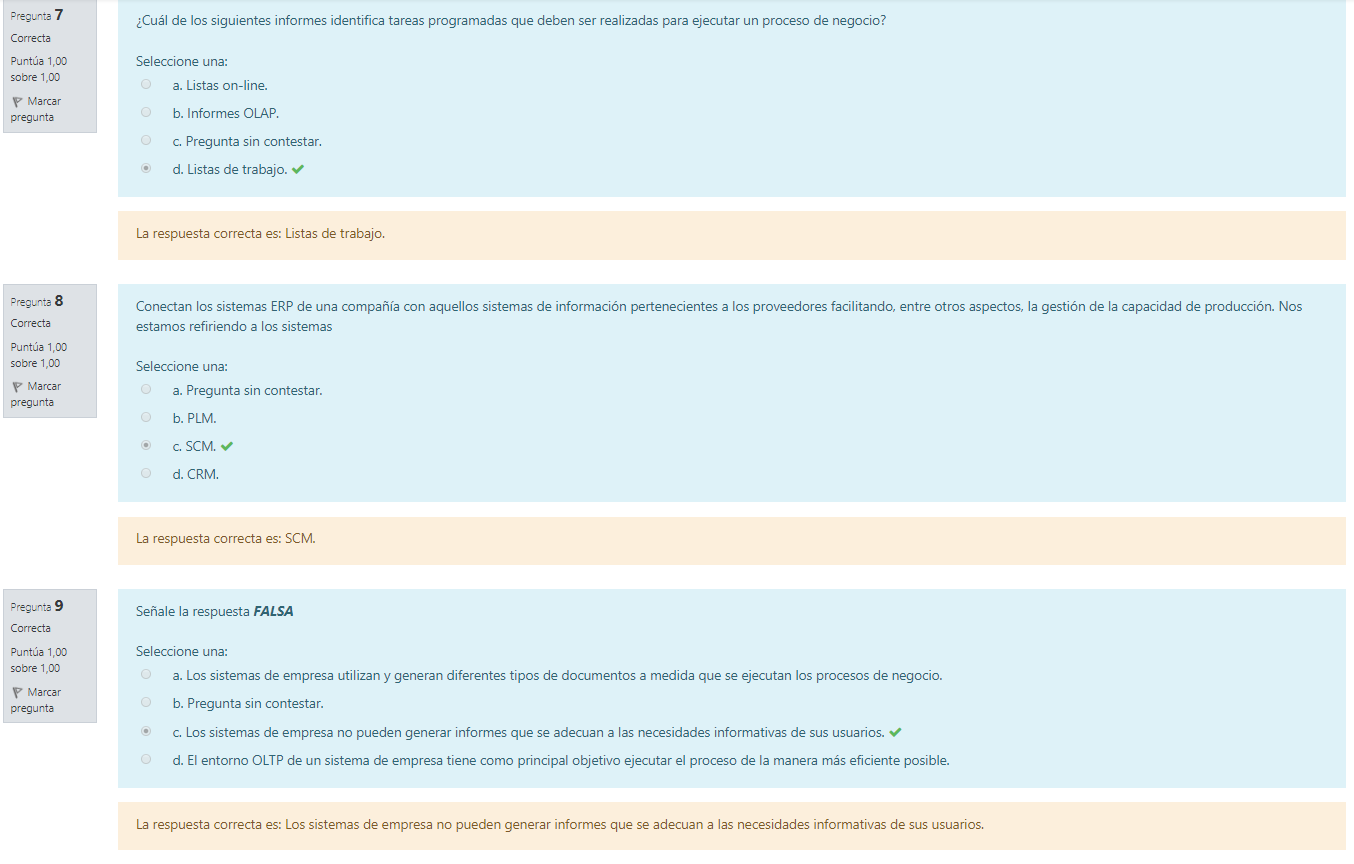 Pregunta 7
Correcta
Puntúa 1,00
sobre 1,00
Marcar
pregunta
¿Cuál de los siguientes informes identifica tareas programadas que deben ser realizadas para ejecutar un proceso de negocio?
Seleccione una:
a. Listas on-line.
b. Informes OLAP.
c. Pregunta sin contestar.
d. Listas de trabajo.
La respuesta correcta es: Listas de trabajo.
Pregunta 8
Correcta
Puntúa 1,00
sobre 1,00
Marcar
pregunta
Conectan los sistemas ERP de una compañía con aquellos sistemas de información pertenecientes a los proveedores facilitando, entre otros aspectos, la gestión de la capacidad de producción. Nos
estamos refiriendo a los sistemas
Seleccione una:
a. Pregunta sin contestar.
b. PLM.
c. SCM.
d. CRM.
La respuesta correcta es: SCM.
Pregunta 9
Correcta
Puntúa 1,00
sobre 1,00
Marcar
pregunta
Señale la respuesta FALSA
Seleccione una:
a. Los sistemas de empresa utilizan y generan diferentes tipos de documentos a medida que se ejecutan los procesos de negocio.
b. Pregunta sin contestar.
c. Los sistemas de empresa no pueden generar informes que se adecuan a las necesidades informativas de sus usuarios.
d. El entorno OLTP de un sistema de empresa tiene como principal objetivo ejecutar el proceso de la manera más eficiente posible.
La respuesta correcta es: Los sistemas de empresa no pueden generar informes que se adecuan a las necesidades informativas de sus usuarios.